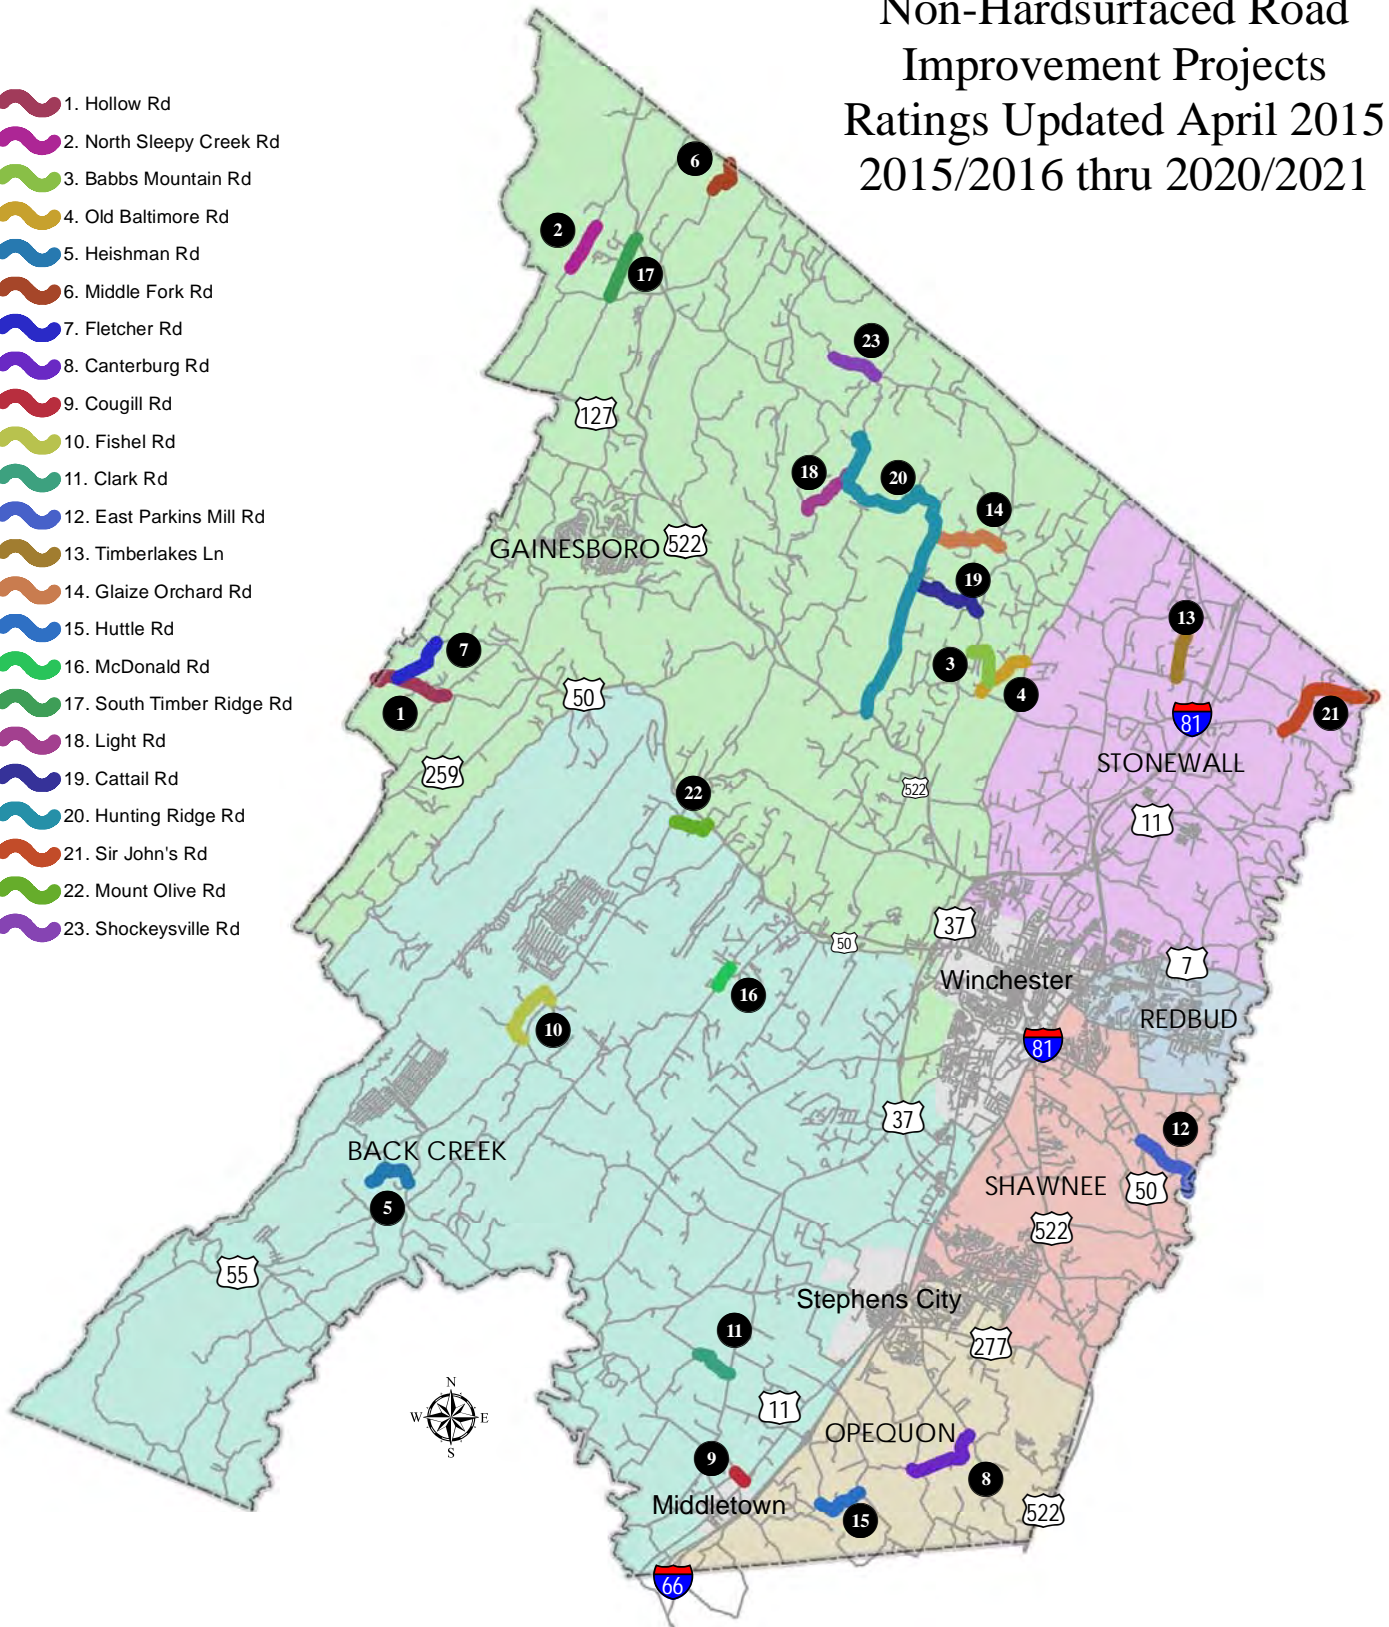 Non-Hardsurfaced Road
Improvement Projects
Ratings Updated April 2015
2015/2016 thru 2020/2021
1. Hollow Rd
2. North Sleepy Creek Rd
3. Babbs Mountain Rd
4. Old Baltimore Rd
5. Heishman Rd
6. Middle Fork Rd
7. Fletcher Rd
8. Canterburg Rd
9. Cougill Rd
10. Fishel Rd
11. Clark Rd
12. East Parkins Mill Rd
13. Timberlakes Ln
14. Glaize Orchard Rd
15. Huttle Rd
16. McDonald Rd
17. South Timber Ridge Rd
18. Light Rd
19. Cattail Rd
20. Hunting Ridge Rd
21. Sir John's Rd
22. Mount Olive Rd
23. Shockeysville Rd
6
2
17
23
127
18
20
14
GAINESBORO
522
19
13
7
3
4
50
1
21
81
259
STONEWALL
522
22
11
37
50
7
Winchester
16
REDBUD
10
81
37
12
BACK CREEK
SHAWNEE
50
5
522
55
Stephens City
11
277
N
W
E
S
11
OPEQUON
9
8
Middletown
522
15
66